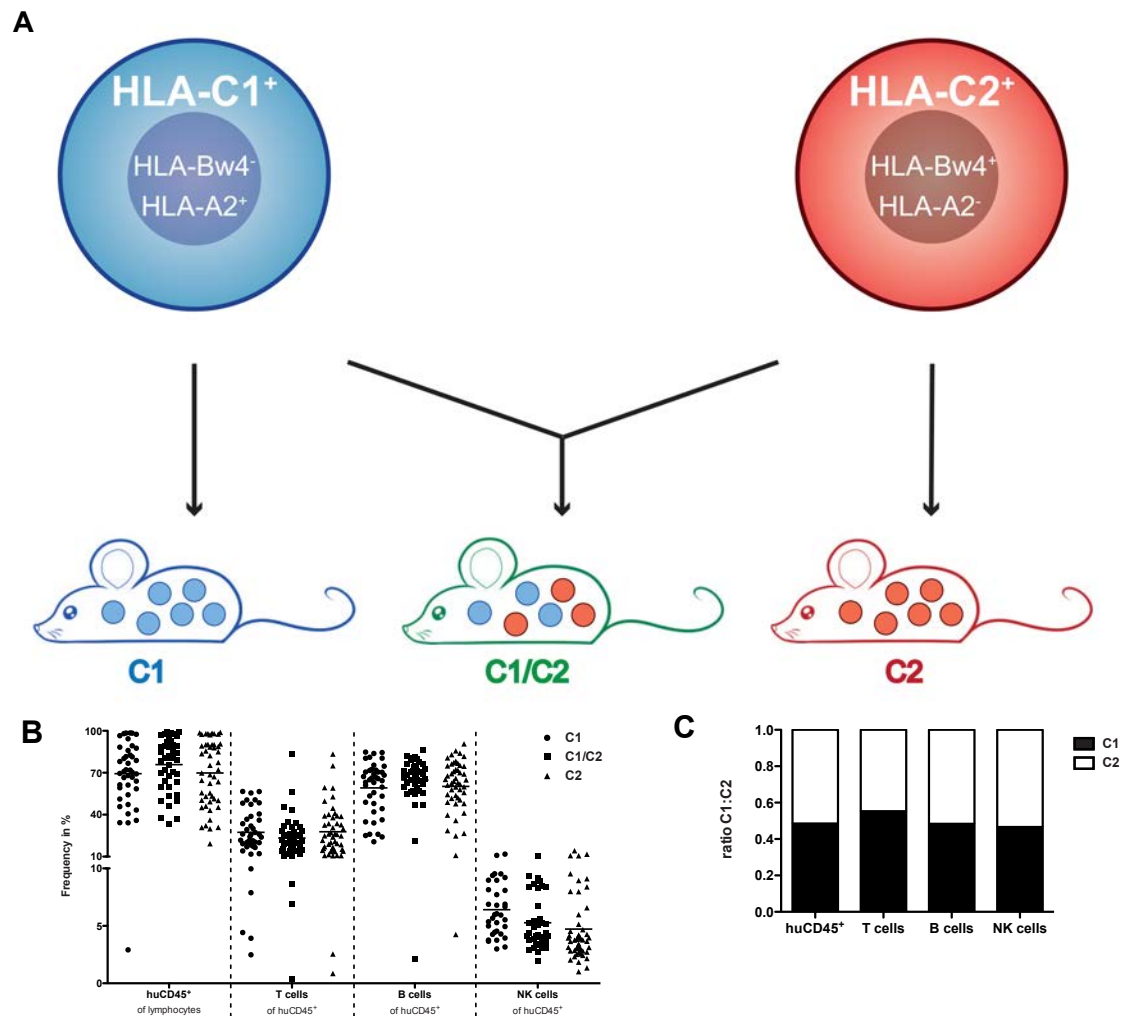 A
HLA-C1⁺
HLA-Bw4⁻
HLA-A2⁺
HLA-C2⁺
HLA-Bw4⁺
HLA-A2⁻
C1
C1/C2
C2
B
Frequency in %
100
70
40
10
10
5
0
C1
C1/C2
C2
huCD45⁺
of lymphocytes
T cells
of huCD45⁺
B cells
of huCD45⁺
NK cells
of huCD45⁺
C
ratio C1:C2
1.0
0.8
0.6
0.4
0.2
0.0
C1
C2
huCD45⁺
T cells
B cells
NK cells